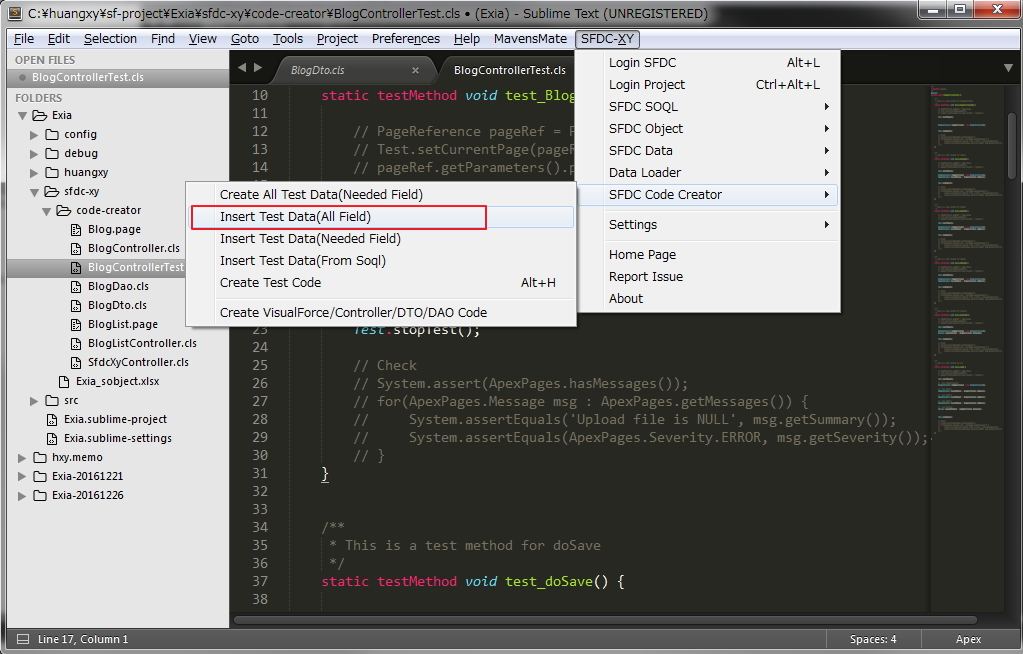 C:¥huangxy¥sf-project¥Exia¥sfdc-xy¥code-creator¥BlogControllerTest.cls • (Exia) - Sublime Text (UNREGISTERED)
File Edit Selection Find View Goto Tools Project Preferences Help MavensMate SFDC-XY
OPEN FILES
BlogControllerTest.cls
FOLDERS
Exia
config
debug
huangxy
sfdc-xy
code-creator
Blog.page
BlogController.cls
BlogControllerTest
BlogDao.cls
BlogDto.cls
BlogList.page
BlogListController.cls
SfdcXyController.cls
Exia_sobject.xlsx
src
Exia.sublime-project
Exia.sublime-settings
hxy.memo
Exia-20161221
Exia-20161226
BlogDto.cls × BlogControllerTest.cls
10 static testMethod void test_Blog
11
12 // PageReference pageRef = P
13 // Test.setCurrentPage(pageR
14 // pageRef.getParameters().p
Login SFDC Alt+L
Login Project Ctrl+Alt+L
SFDC SOQL
SFDC Object
SFDC Data
Data Loader
SFDC Code Creator
Settings
Home Page
Report Issue
About
Create All Test Data(Needed Field)
Insert Test Data(All Field)
Insert Test Data(Needed Field)
Insert Test Data(From Soql)
Create Test Code Alt+H
Create VisualForce/Controller/DTO/DAO Code
23 Test.stopTest();
24
25 // Check
26 // System.assert(ApexPages.hasMessages());
27 // for(ApexPages.Message msg : ApexPages.getMessages()) {
28 // System.assertEquals('Upload file is NULL', msg.getSummary());
29 // System.assertEquals(ApexPages.Severity.ERROR, msg.getSeverity());
30 // }
31 }
32
33
34 /**
35 * This is a test method for doSave
36 */
37 static testMethod void test_doSave() {
38
Line 17, Column 1 Spaces: 4 Apex